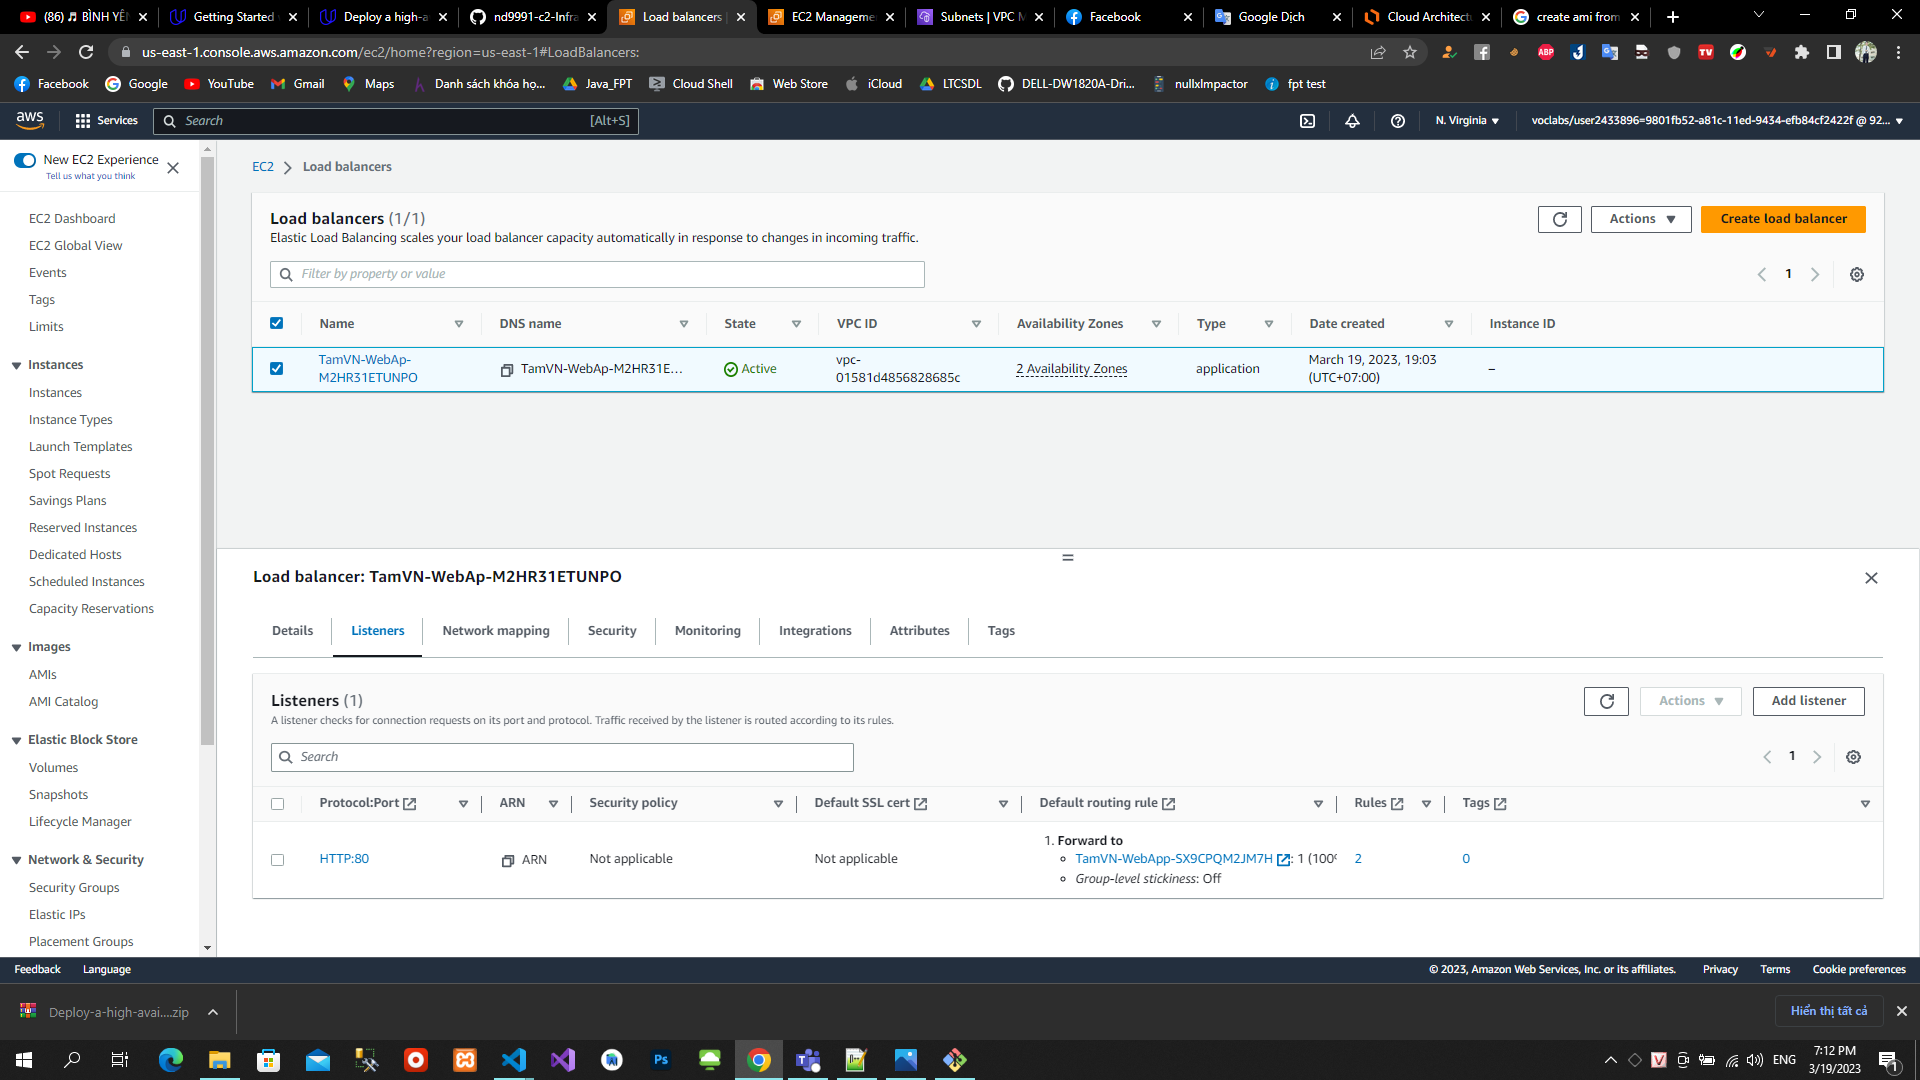 (86) ♬ BÌNH YÊN
Getting Started
Deploy a high-a
nd9991-c2-Infra
Load balancers
EC2 Manageme
Subnets | VPC M
Facebook
Google Dịch
Cloud Architectu
create ami from
us-east-1.console.aws.amazon.com/ec2/home?region=us-east-1#LoadBalancers:
Facebook
Google
YouTube
Gmail
Maps
Danh sách khóa họ...
Java_FPT
Cloud Shell
Web Store
iCloud
LTCSDL
DELL-DW1820A-Dri...
nullxImpactor
fpt test
aws
Services
Search
[Alt+S]
N. Virginia
voclabs/user2433896=9801fb52-a81c-11ed-9434-efb84cf2422f @ 92...
New EC2 Experience
Tell us what you think
EC2 Dashboard
EC2 Global View
Events
Tags
Limits
Instances
Instances
Instance Types
Launch Templates
Spot Requests
Savings Plans
Reserved Instances
Dedicated Hosts
Scheduled Instances
Capacity Reservations
Images
AMIs
AMI Catalog
Elastic Block Store
Volumes
Snapshots
Lifecycle Manager
Network & Security
Security Groups
Elastic IPs
Placement Groups
EC2
Load balancers
Load balancers (1/1)
Elastic Load Balancing scales your load balancer capacity automatically in response to changes in incoming traffic.
Actions
Create load balancer
Filter by property or value
1
Name
DNS name
State
VPC ID
Availability Zones
Type
Date created
Instance ID
TamVN-WebAp-
M2HR31ETUNPO
TamVN-WebAp-M2HR31E...
Active
vpc-
01581d4856828685c
2 Availability Zones
application
March 19, 2023, 19:03
(UTC+07:00)
–
Load balancer: TamVN-WebAp-M2HR31ETUNPO
Details
Listeners
Network mapping
Security
Monitoring
Integrations
Attributes
Tags
Listeners (1)
A listener checks for connection requests on its port and protocol. Traffic received by the listener is routed according to its rules.
Actions
Add listener
Search
1
Protocol:Port
ARN
Security policy
Default SSL cert
Default routing rule
Rules
Tags
HTTP:80
ARN
Not applicable
Not applicable
1. Forward to
TamVN-WebApp-SX9CPQM2JM7H : 1 (100%
Group-level stickiness: Off
2
0
Feedback
Language
© 2023, Amazon Web Services, Inc. or its affiliates.
Privacy
Terms
Cookie preferences
Deploy-a-high-avai....zip
Hiển thị tất cả
ENG
7:12 PM
3/19/2023
1